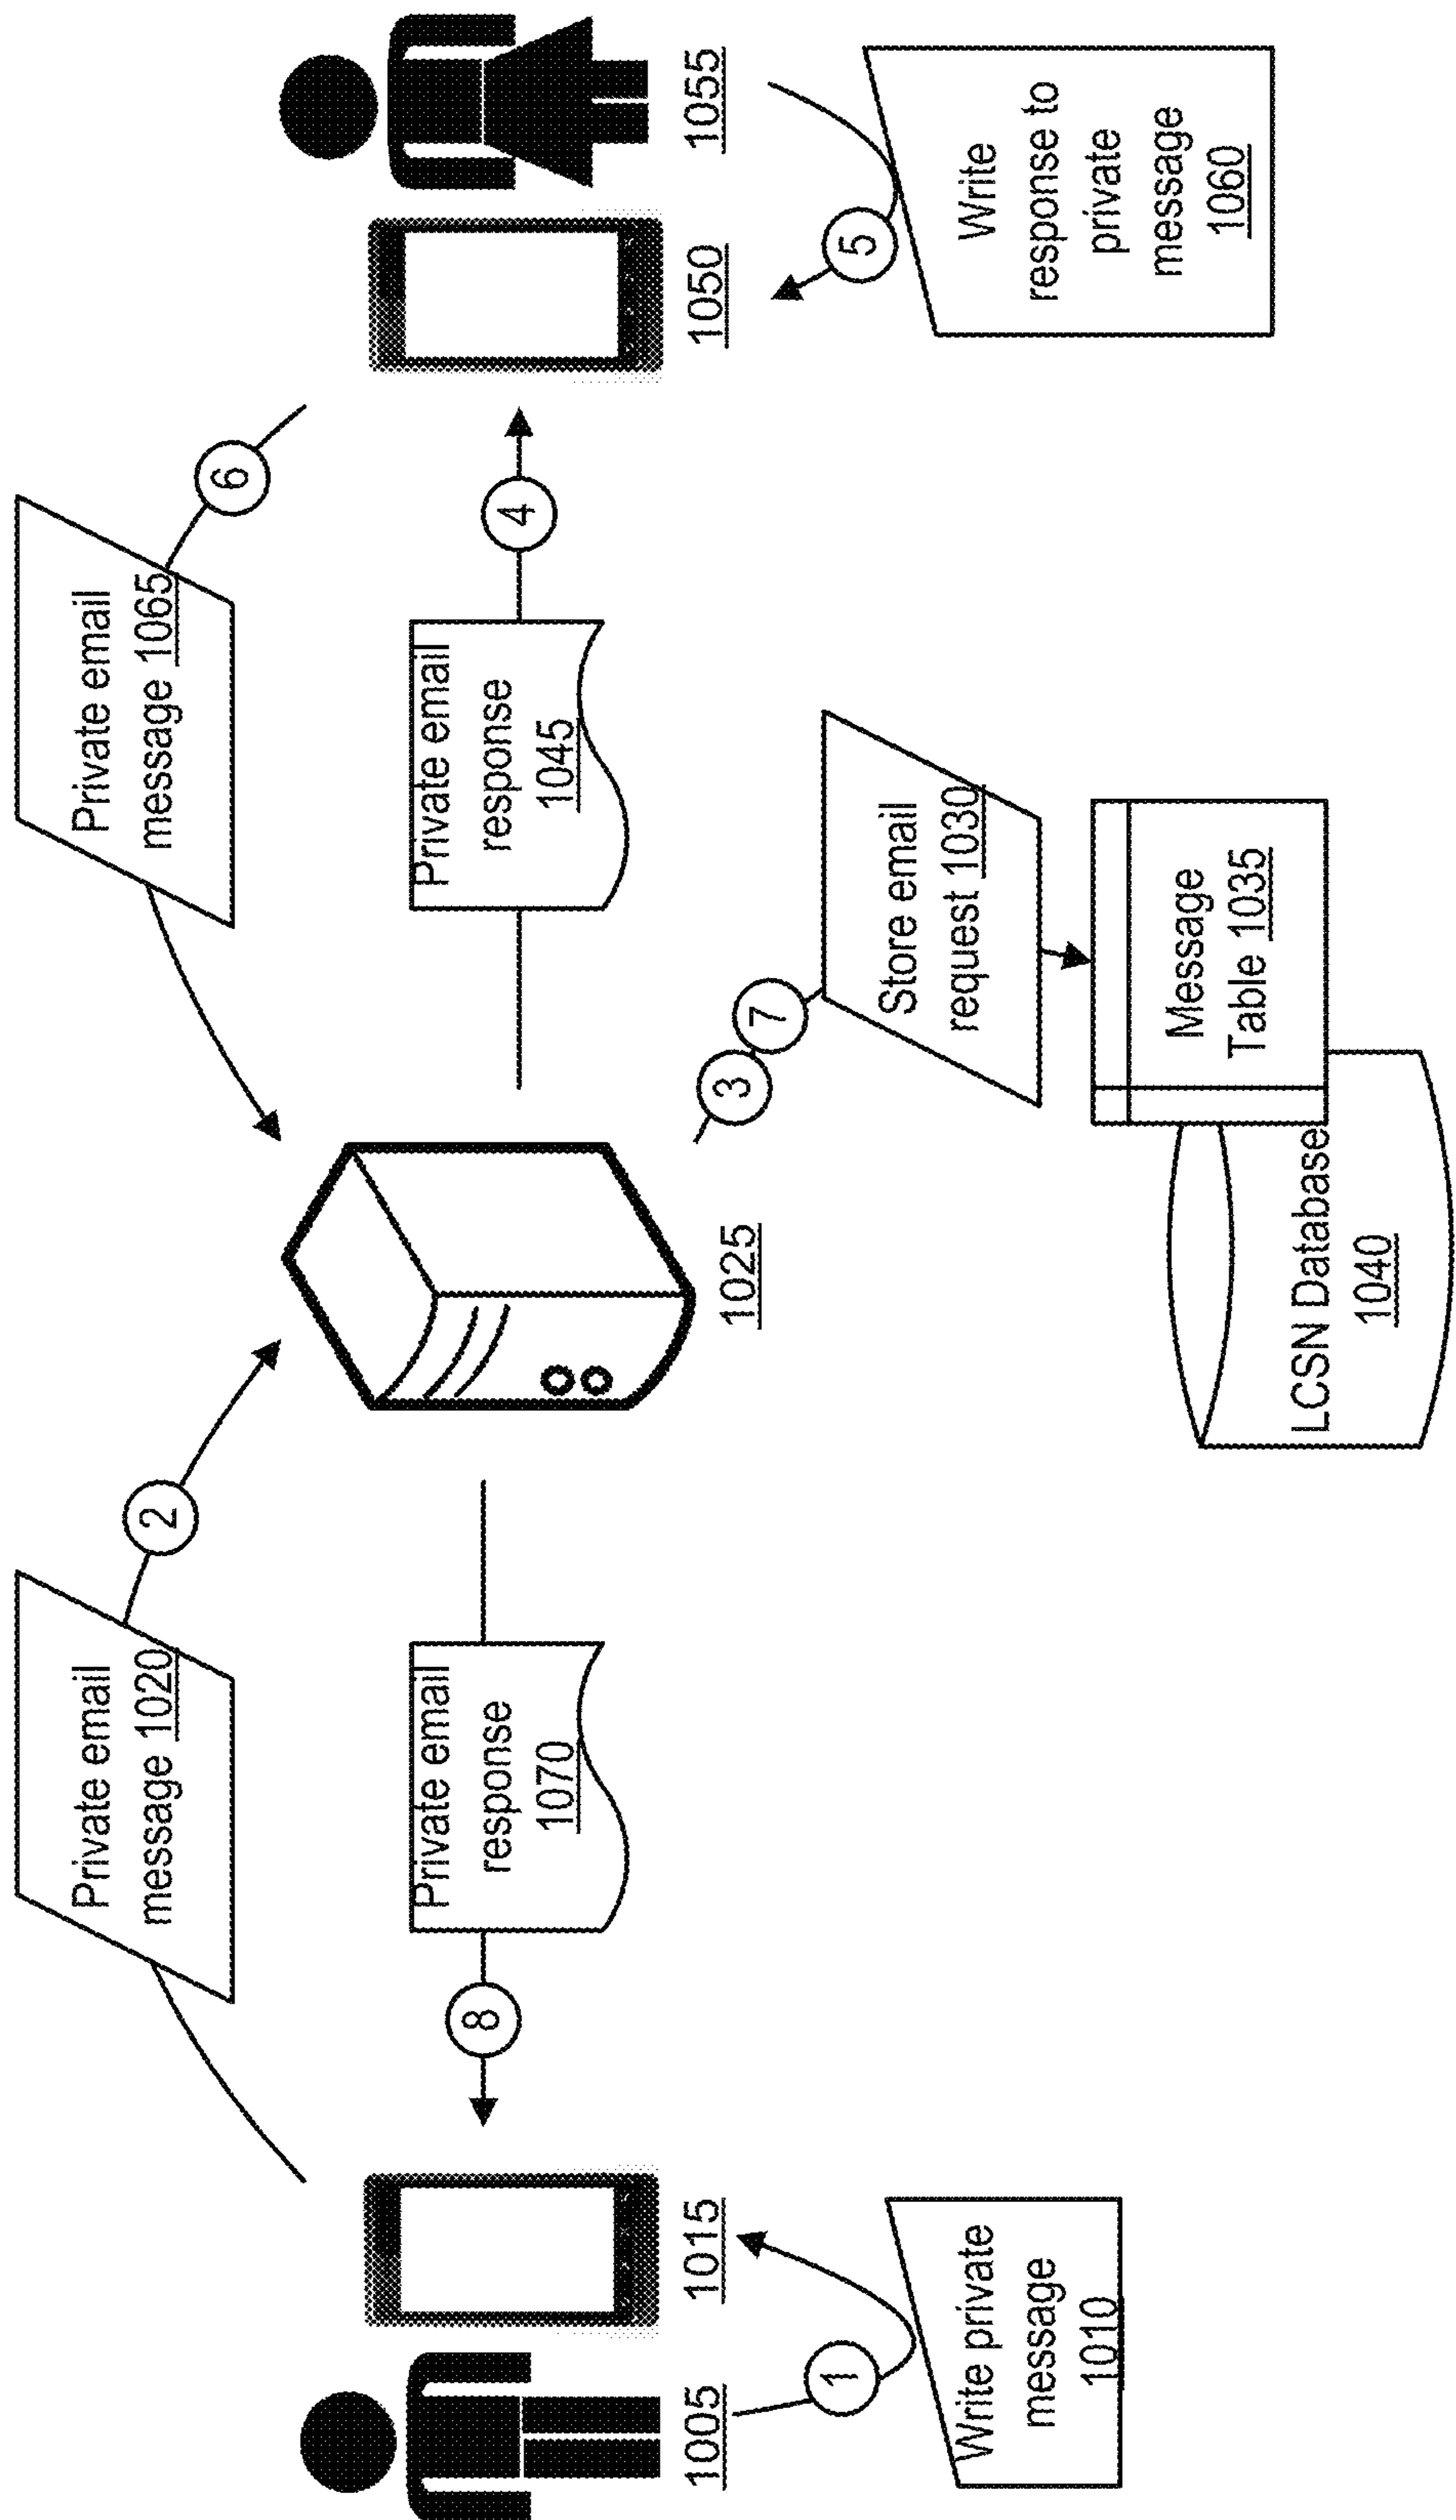 Private email
message 1020
2
Private email
message 1065
6
Private email
response
1070
8
Private email
response
1045
4
1005
1015
1025
1050
1055
1
3
7
5
Write private
message
1010
Store email
request 1030
Write
response to
private
message
1060
Message
Table 1035
LCSN Database
1040